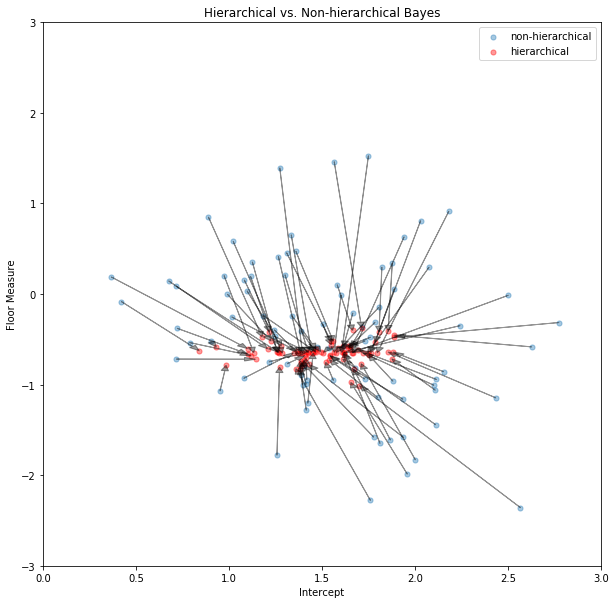 Hierarchical vs. Non-hierarchical Bayes
non-hierarchical
hierarchical
3
2
1
0
−1
−2
−3
Floor Measure
0.0 0.5 1.0 1.5 2.0 2.5 3.0
Intercept